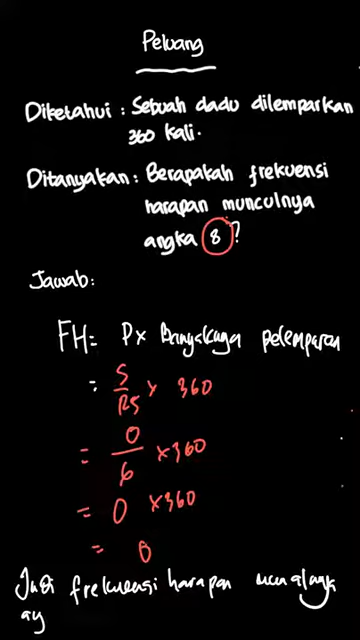 Peluang
Diketahui : Sebuah dadu dilemparkan
360 kali.
Ditanyakan : Berapakah frekuensi
harapan munculnya
angka 8 ?
Jawab:
FH = P x Banyaknya pelemparan
= S/RS x 360
= 0/6 x 360
= 0 x 360
= 0
Jadi frekuensi harapan